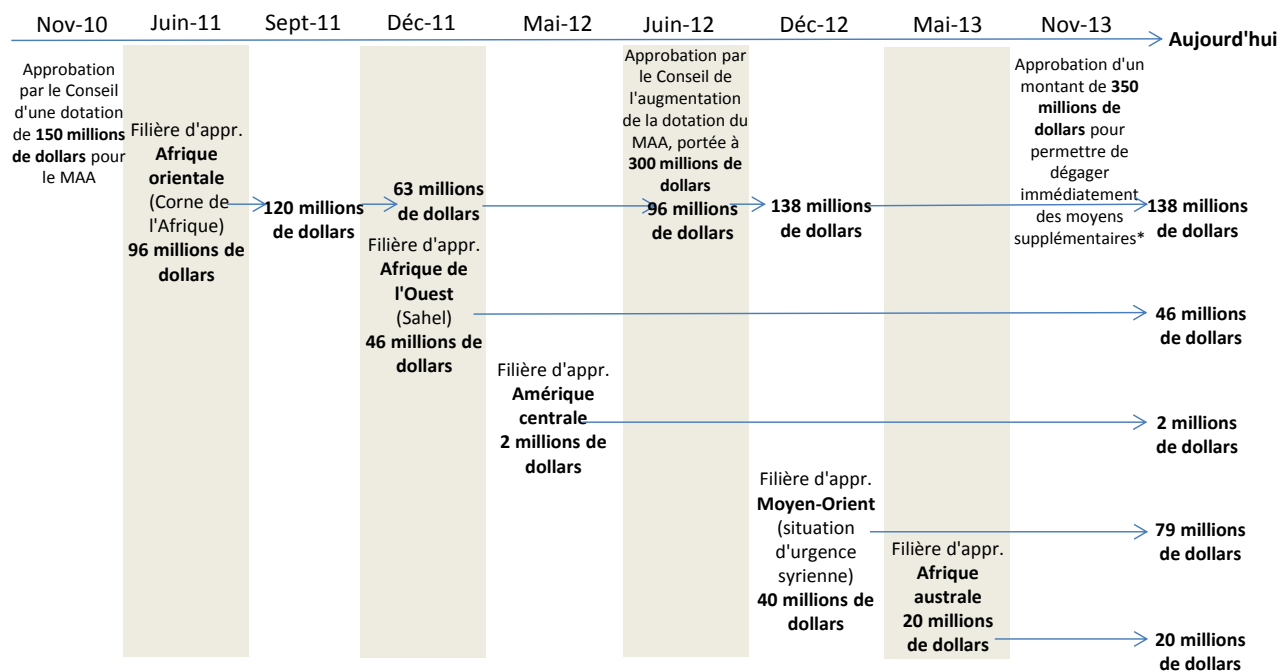 Nov-10
Juin-11
Sept-11
Déc-11
Mai-12
Juin-12
Déc-12
Mai-13
Nov-13
Aujourd'hui
Approbation
par le Conseil
d'une dotation
de 150 millions
de dollars pour
le MAA
Filière d'appr.
Afrique
orientale
(Corne de
l'Afrique)
96 millions de
dollars
120 millions
de dollars
63 millions
de dollars
Filière d'appr.
Afrique de
l'Ouest
(Sahel)
46 millions de
dollars
Filière d'appr.
Amérique
centrale
2 millions de
dollars
Approbation par
le Conseil de
l'augmentation
de la dotation du
MAA, portée à
300 millions de
dollars
96 millions
de dollars
138 millions
de dollars
Filière d'appr.
Moyen-Orient
(situation
d'urgence
syrienne)
40 millions de
dollars
Filière d'appr.
Afrique
australe
20 millions
de dollars
Approbation d'un
montant de 350
millions de
dollars pour
permettre de
dégager
immédiatement
des moyens
supplémentaires*
138 millions
de dollars
46 millions
de dollars
2 millions
de dollars
79 millions
de dollars
20 millions
de dollars